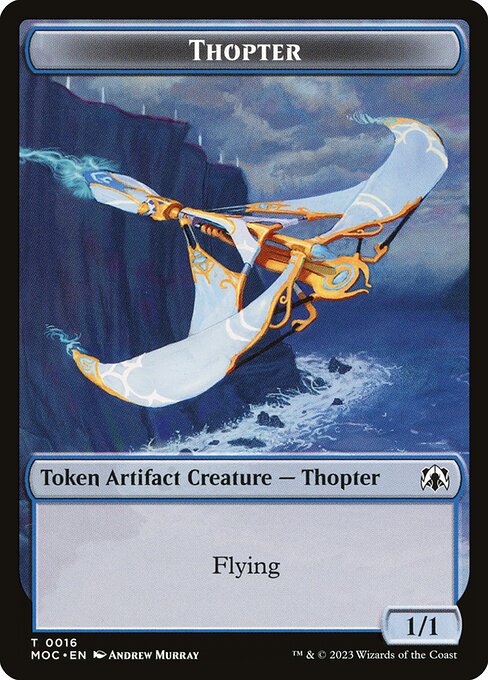 Thopter
Token Artifact Creature — Thopter
Flying
1/1
T 0016
MOC • EN Andrew Murray
™ & © 2023 Wizards of the Coast